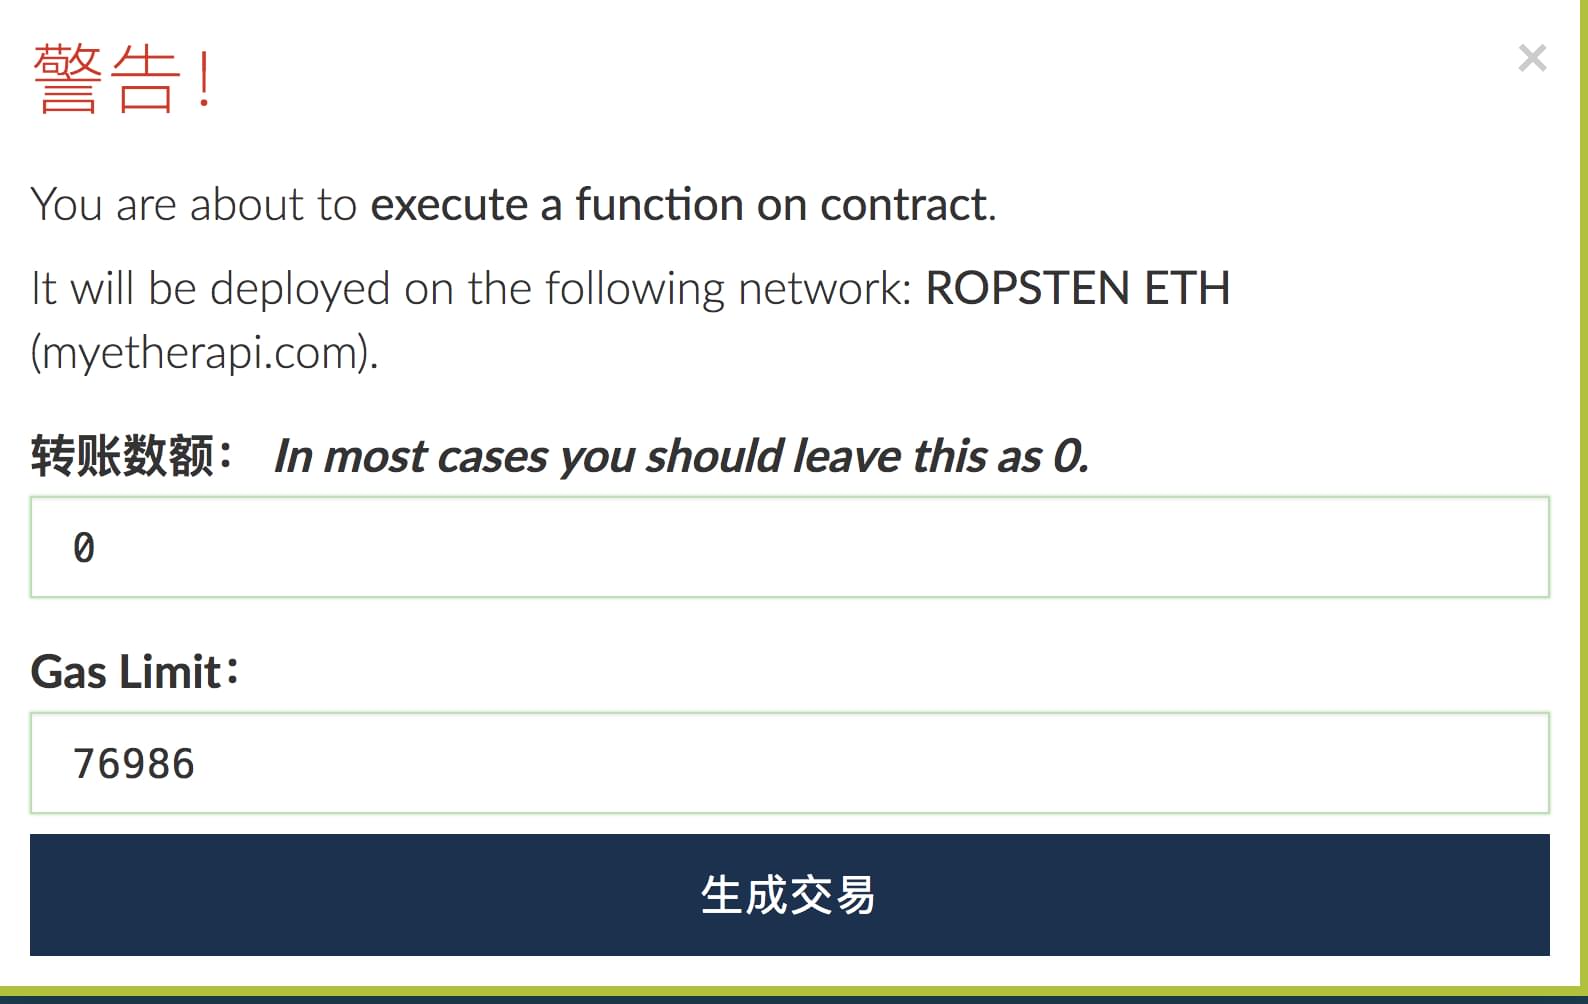 警告!
You are about to execute a function on contract.
It will be deployed on the following network: ROPSTEN ETH
(myetherapi.com).
转账数额： In most cases you should leave this as 0.
0
Gas Limit：
76986
生成交易